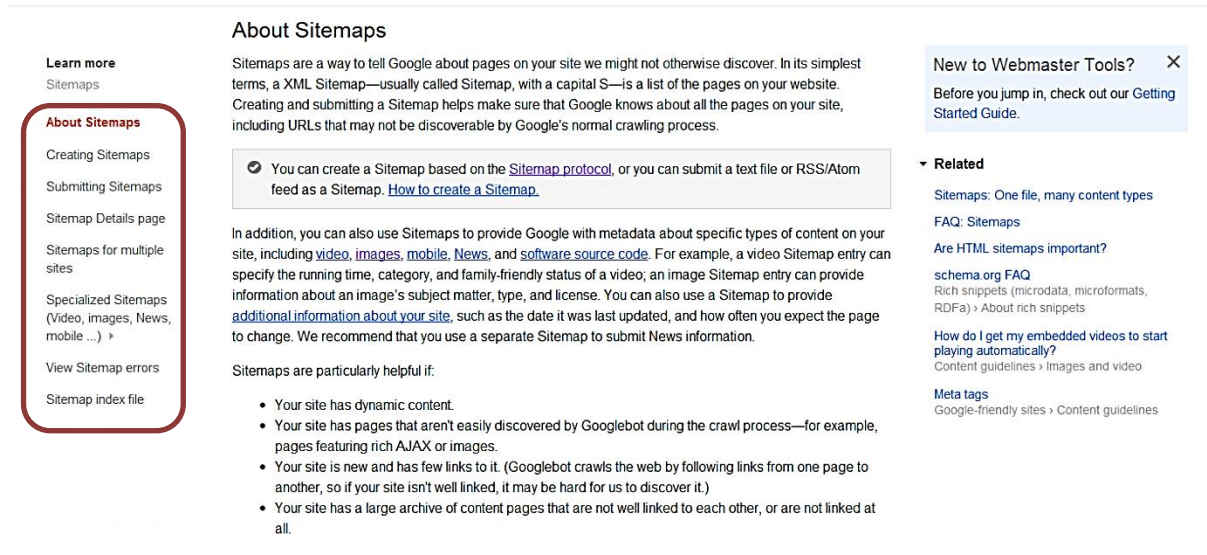 About Sitemaps
Learn more
Sitemaps
About Sitemaps
Creating Sitemaps
Submitting Sitemaps
Sitemap Details page
Sitemaps for multiple
sites
Specialized Sitemaps
(Video, images, News,
mobile ...)
View Sitemap errors
Sitemap index file
Sitemaps are a way to tell Google about pages on your site we might not otherwise discover. In its simplest
terms, a XML Sitemap—usually called Sitemap, with a capital S—is a list of the pages on your website.
Creating and submitting a Sitemap helps make sure that Google knows about all the pages on your site,
including URLs that may not be discoverable by Google's normal crawling process.
You can create a Sitemap based on the Sitemap protocol, or you can submit a text file or RSS/Atom
feed as a Sitemap. How to create a Sitemap.
In addition, you can also use Sitemaps to provide Google with metadata about specific types of content on your
site, including video, images, mobile, News, and software source code. For example, a video Sitemap entry can
specify the running time, category, and family-friendly status of a video; an image Sitemap entry can provide
information about an image's subject matter, type, and license. You can also use a Sitemap to provide
additional information about your site, such as the date it was last updated, and how often you expect the page
to change. We recommend that you use a separate Sitemap to submit News information.
Sitemaps are particularly helpful if:
• Your site has dynamic content.
• Your site has pages that aren't easily discovered by Googlebot during the crawl process—for example,
pages featuring rich AJAX or images.
• Your site is new and has few links to it. (Googlebot crawls the web by following links from one page to
another, so if your site isn't well linked, it may be hard for us to discover it.)
• Your site has a large archive of content pages that are not well linked to each other, or are not linked at
all.
New to Webmaster Tools?
Before you jump in, check out our Getting
Started Guide.
Related
Sitemaps: One file, many content types
FAQ: Sitemaps
Are HTML sitemaps important?
schema.org FAQ
Rich snippets (microdata, microformats,
RDFa) › About rich snippets
How do I get my embedded videos to start
playing automatically?
Content guidelines › Images and video
Meta tags
Google-friendly sites › Content guidelines